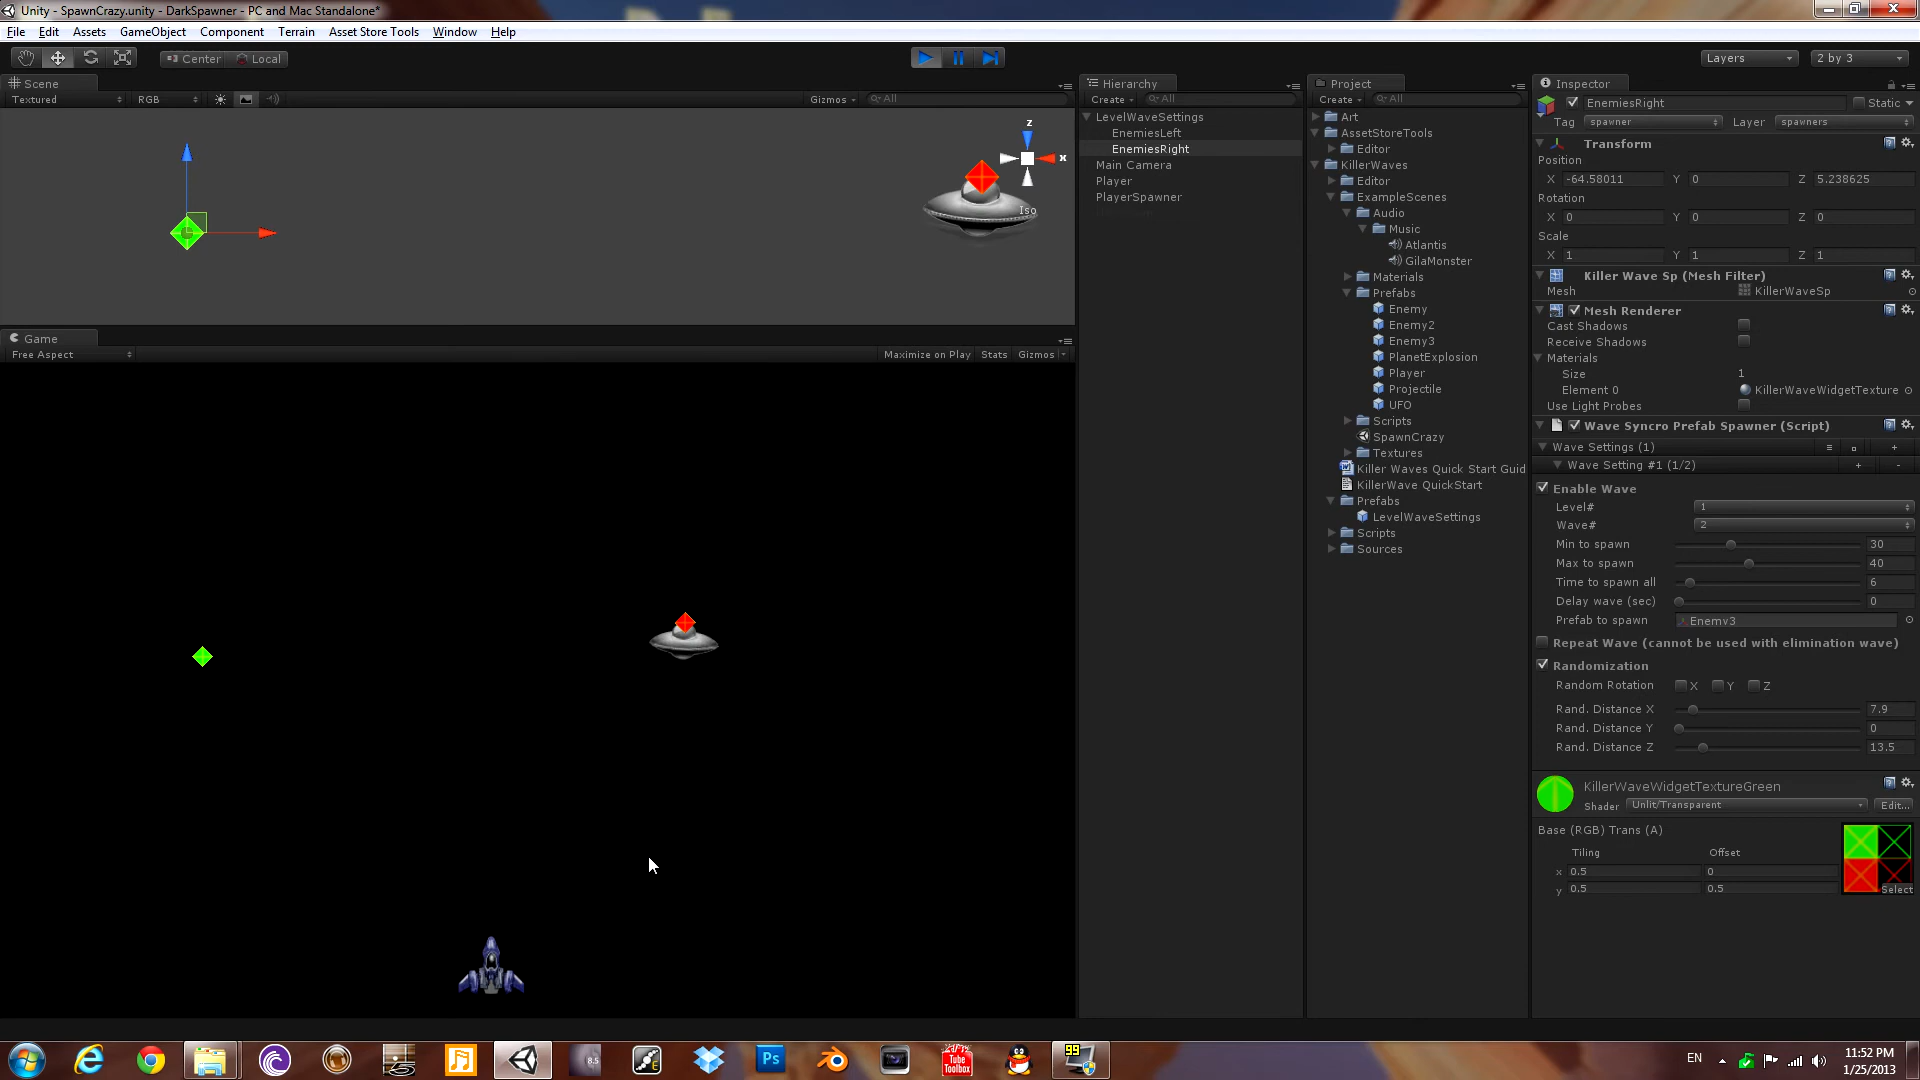 Unity - SpawnCrazy.unity - DarkSpawner - PC and Mac Standalone*
File Edit Assets GameObject Component Terrain Asset Store Tools Window Help
Center Local
Layers
2 by 3
Scene
Textured RGB Gizmos All
z
x
Iso
Game
Free Aspect Maximize on Play Stats Gizmos
Hierarchy
Create All
LevelWaveSettings
EnemiesLeft
EnemiesRight
Main Camera
Player
PlayerSpawner
Project
Create All
Art
AssetStoreTools
Editor
KillerWaves
Editor
ExampleScenes
Audio
Music
Atlantis
GilaMonster
Materials
Prefabs
Enemy
Enemy2
Enemy3
PlanetExplosion
Player
Projectile
UFO
Scripts
SpawnCrazy
Textures
Killer Waves Quick Start Guid
KillerWave QuickStart
Prefabs
LevelWaveSettings
Scripts
Sources
Inspector
EnemiesRight Static
Tag spawner Layer spawners
Transform
Position
X -64.58011 Y 0 Z 5.238625
Rotation
X 0 Y 0 Z 0
Scale
X 1 Y 1 Z 1
Killer Wave Sp (Mesh Filter)
Mesh KillerWaveSp
Mesh Renderer
Cast Shadows
Receive Shadows
Materials
Size 1
Element 0 KillerWaveWidgetTexture
Use Light Probes
Wave Syncro Prefab Spawner (Script)
Wave Settings (1)
Wave Setting #1 (1/2)
Enable Wave
Level# 1
Wave# 2
Min to spawn 30
Max to spawn 40
Time to spawn all 6
Delay wave (sec) 0
Prefab to spawn Enemy3
Repeat Wave (cannot be used with elimination wave)
Randomization
Random Rotation X Y Z
Rand. Distance X 7.9
Rand. Distance Y 0
Rand. Distance Z 13.5
KillerWaveWidgetTextureGreen
Shader Unlit/Transparent Edit...
Base (RGB) Trans (A)
Tiling Offset
x 0.5 0
y 0.5 0.5
Select
8.5
Ps
Tube Toolbox
99
EN
11:52 PM
1/25/2013